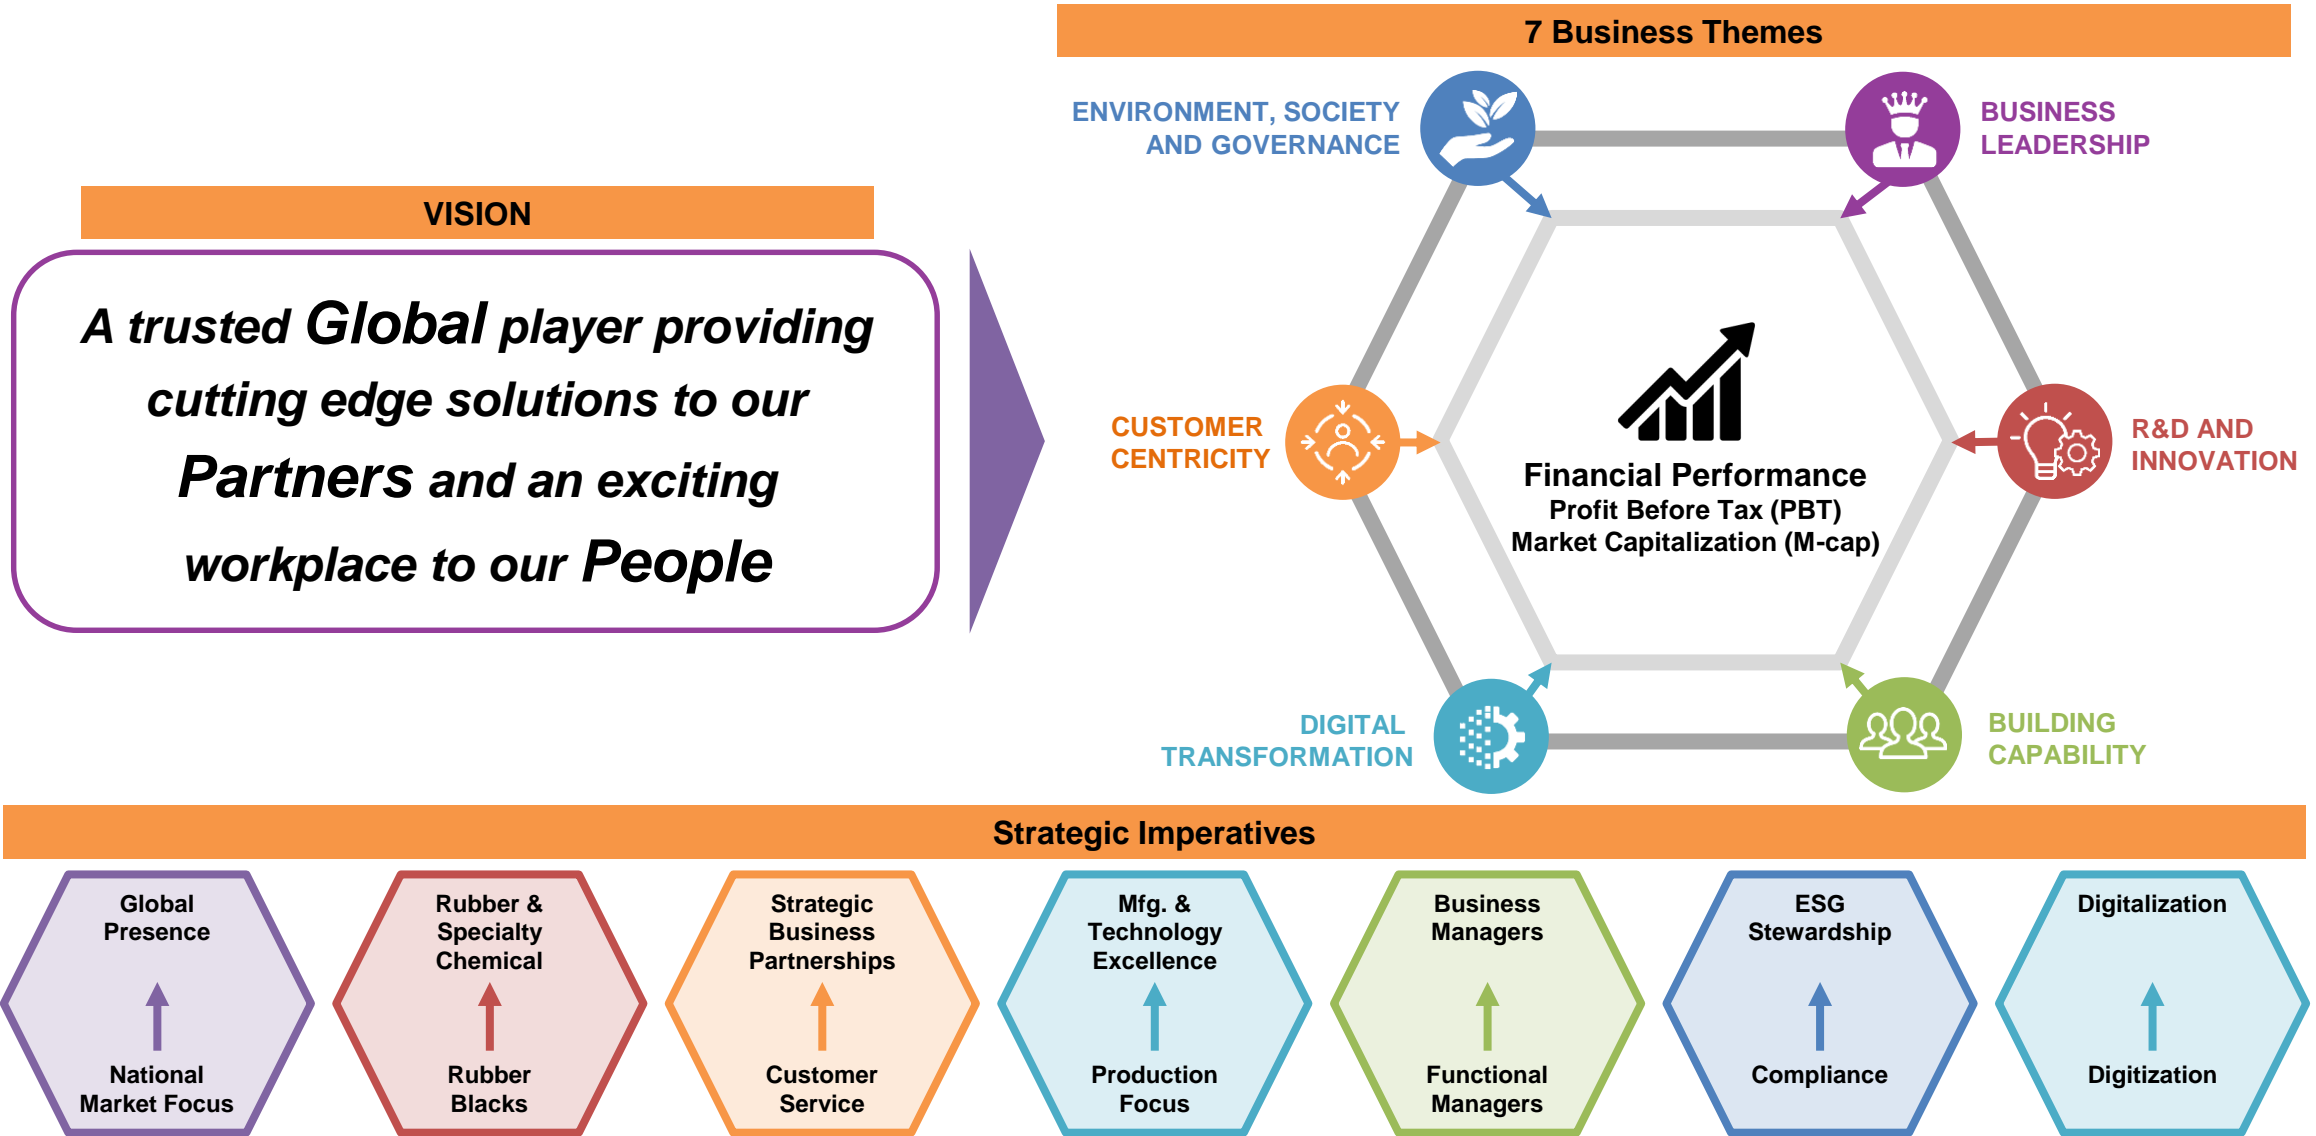 VISION
A trusted Global player providing
cutting edge solutions to our
Partners and an exciting
workplace to our People
7 Business Themes
ENVIRONMENT, SOCIETY
AND GOVERNANCE
BUSINESS
LEADERSHIP
CUSTOMER
CENTRICITY
Financial Performance
Profit Before Tax (PBT)
Market Capitalization (M-cap)
R&D AND
INNOVATION
DIGITAL
TRANSFORMATION
BUILDING
CAPABILITY
Strategic Imperatives
Global
Presence
National
Market Focus
Rubber &
Specialty
Chemical
Rubber
Blacks
Strategic
Business
Partnerships
Customer
Service
Mfg. &
Technology
Excellence
Production
Focus
Business
Managers
Functional
Managers
ESG
Stewardship
Compliance
Digitalization
Digitization